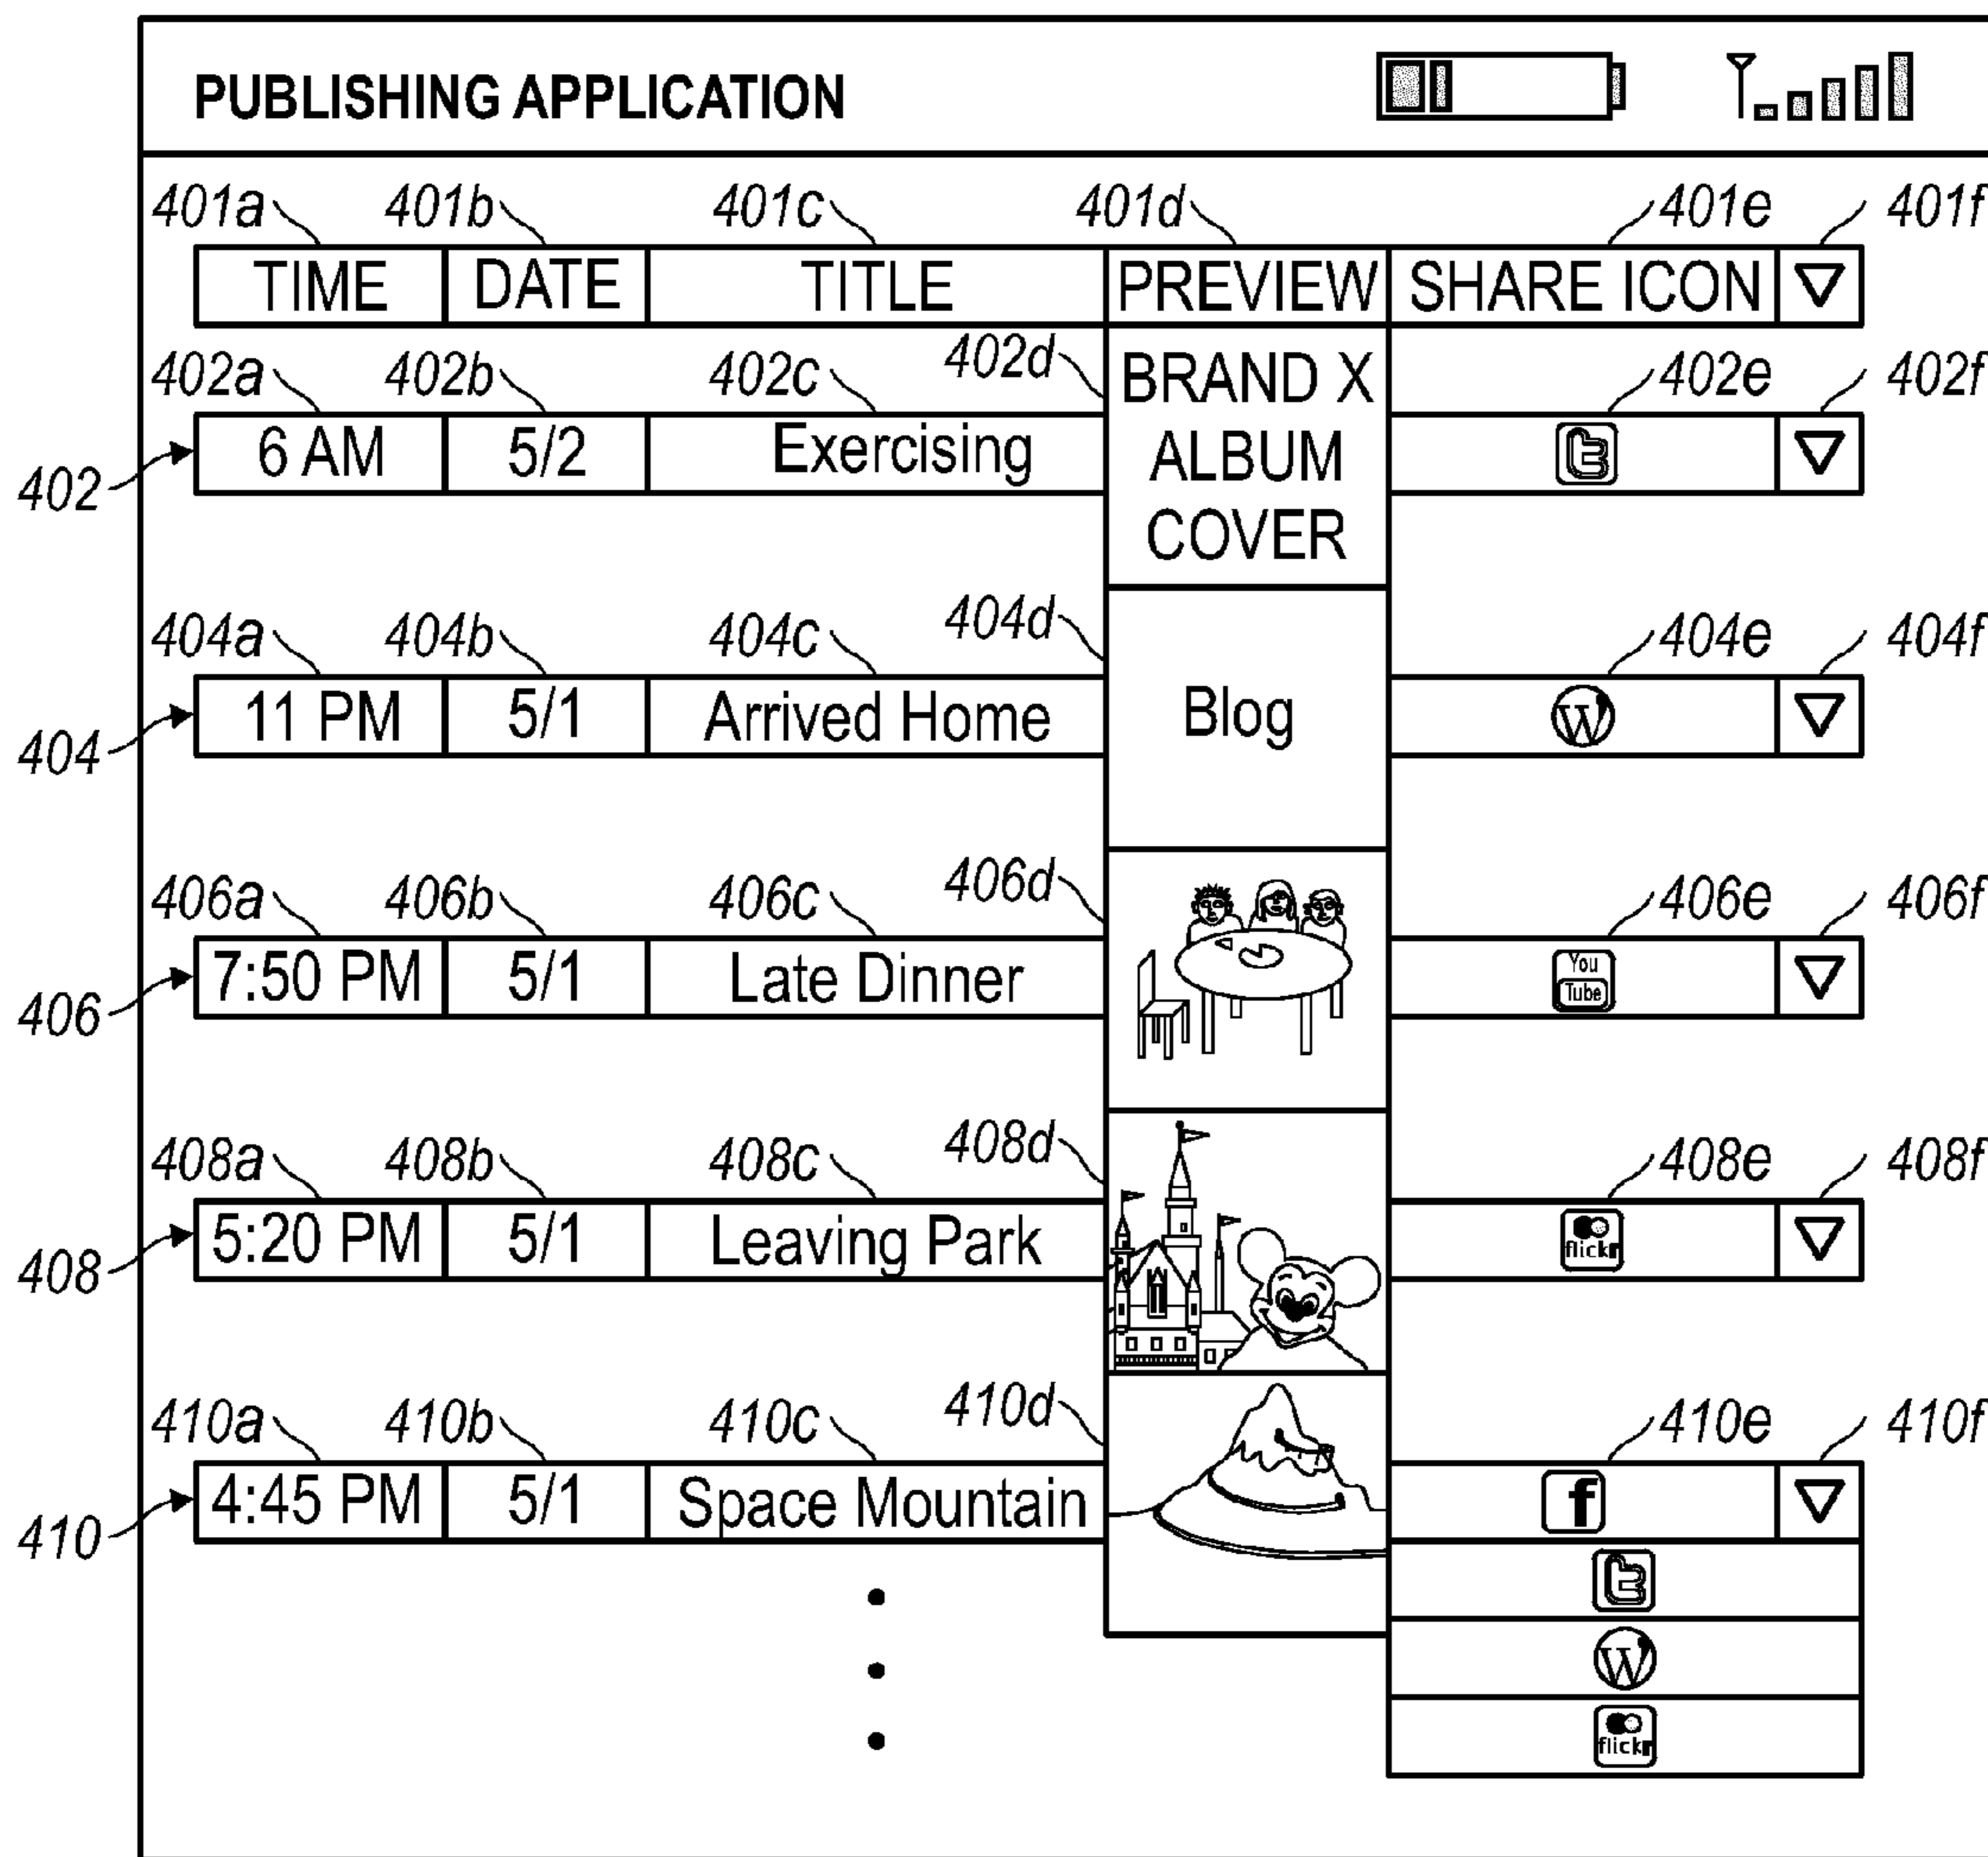 PUBLISHING APPLICATION
401a 401b 401c 401d 401e 401f
TIME DATE TITLE PREVIEW SHARE ICON
402a 402b 402c 402d BRAND X 402e 402f
402 6 AM 5/2 Exercising ALBUM t
COVER
404a 404b 404c 404d 404e 404f
404 11 PM 5/1 Arrived Home Blog W
406a 406b 406c 406d 406e 406f
406 7:50 PM 5/1 Late Dinner You
Tube
408a 408b 408c 408d 408e 408f
408 5:20 PM 5/1 Leaving Park flickr
410a 410b 410c 410d 410e 410f
410 4:45 PM 5/1 Space Mountain f
t
W
flickr